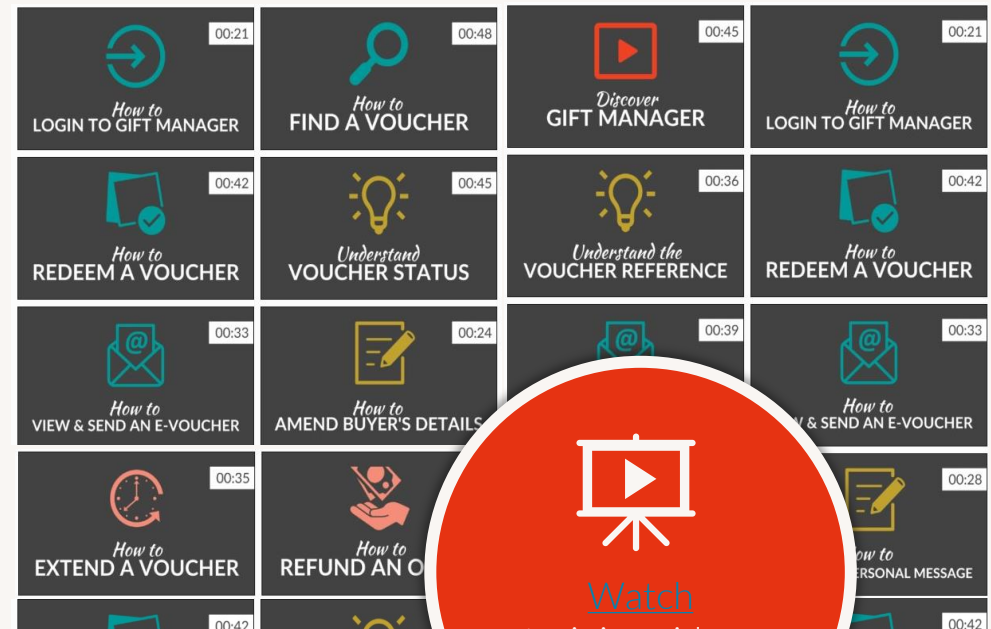 00:21
How to
LOGIN TO GIFT MANAGER
00:48
How to
FIND A VOUCHER
00:45
Discover
GIFT MANAGER
00:21
How to
LOGIN TO GIFT MANAGER
00:42
How to
REDEEM A VOUCHER
00:45
Understand
VOUCHER STATUS
00:36
Understand the
VOUCHER REFERENCE
00:42
How to
REDEEM A VOUCHER
00:33
How to
VIEW & SEND AN E-VOUCHER
00:24
How to
AMEND BUYER'S DETAILS
00:39
00:33
How to
& SEND AN E-VOUCHER
00:35
How to
EXTEND A VOUCHER
How to
REFUND AN
00:28
to
MESSAGE
Watch
00:42
00:42